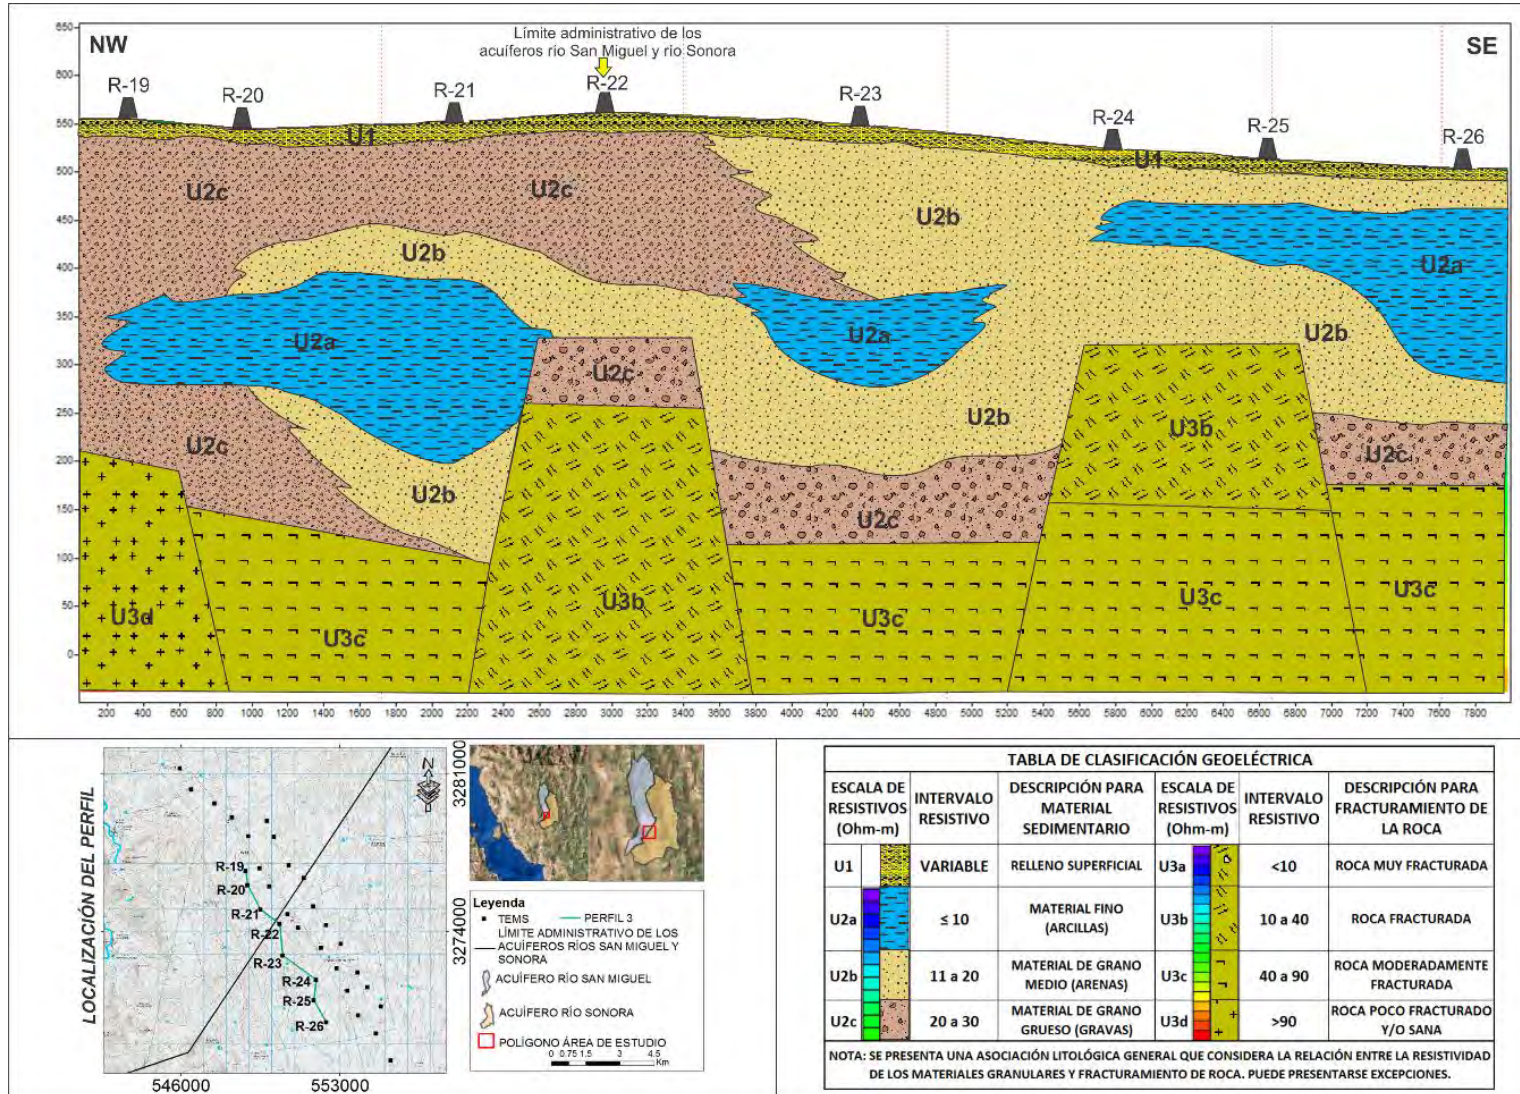 NW
Límite administrativo de los
acuíferos río San Miguel y río Sonora
SE
R-19
R-20
R-21
R-22
R-23
R-24
R-25
R-26
650
600
550
500
450
400
350
300
250
200
150
100
50
0
U1
U1
U2c
U2c
U2b
U2b
U2a
U2a
U2a
U2b
U2c
U2b
U3b
U2c
U2c
U2b
U2c
U3d
U3c
U3b
U3c
U3c
U3c
200 400 600 800 1000 1200 1400 1600 1800 2000 2200 2400 2600 2800 3000 3200 3400 3600 3800 4000 4200 4400 4600 4800 5000 5200 5400 5600 5800 6000 6200 6400 6600 6800 7000 7200 7400 7600 7800
LOCALIZACIÓN DEL PERFIL
N
R-19
R-20
R-21
R-22
R-23
R-24
R-25
R-26
3281000
3274000
546000
553000
Leyenda
TEMS
PERFIL 3
LÍMITE ADMINISTRATIVO DE LOS
ACUÍFEROS RÍOS SAN MIGUEL Y
SONORA
ACUÍFERO RÍO SAN MIGUEL
ACUÍFERO RÍO SONORA
POLÍGONO ÁREA DE ESTUDIO
0 0.75 1.5 3 4.5
Km
TABLA DE CLASIFICACIÓN GEOELÉCTRICA
ESCALA DE RESISTIVOS (Ohm-m) INTERVALO RESISTIVO DESCRIPCIÓN PARA MATERIAL SEDIMENTARIO ESCALA DE RESISTIVOS (Ohm-m) INTERVALO RESISTIVO DESCRIPCIÓN PARA FRACTURAMIENTO DE LA ROCA
U1 VARIABLE RELLENO SUPERFICIAL U3a <10 ROCA MUY FRACTURADA
U2a ≤ 10 MATERIAL FINO (ARCILLAS) U3b 10 a 40 ROCA FRACTURADA
U2b 11 a 20 MATERIAL DE GRANO MEDIO (ARENAS) U3c 40 a 90 ROCA MODERADAMENTE FRACTURADA
U2c 20 a 30 MATERIAL DE GRANO GRUESO (GRAVAS) U3d >90 ROCA POCO FRACTURADO Y/O SANA
NOTA: SE PRESENTA UNA ASOCIACIÓN LITOLÓGICA GENERAL QUE CONSIDERA LA RELACIÓN ENTRE LA RESISTIVIDAD
DE LOS MATERIALES GRANULARES Y FRACTURAMIENTO DE ROCA. PUEDE PRESENTARSE EXCEPCIONES.